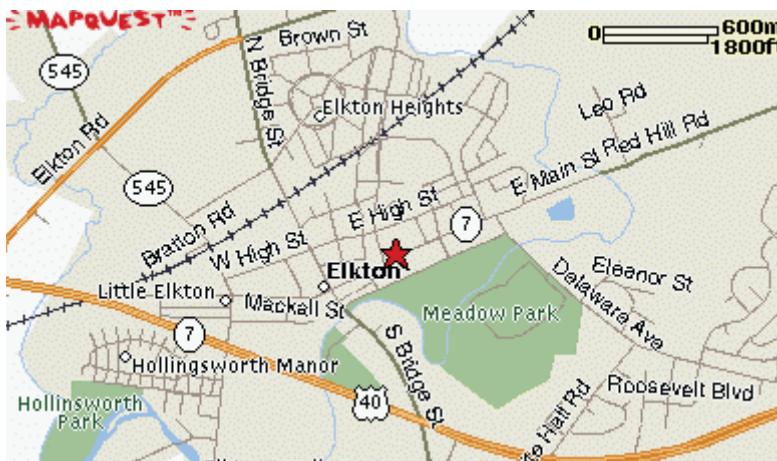 MAPQUEST™
0 600m
1800ft
Brown St
N Bridge St
545
Elkton Heights
Leo Rd
Elkton Rd
Red Hill Rd
E Main St
545
E High St
7
Bratton Rd
W High St
Elkton
Eleanor St
Little Elkton
Mackall St
Meadow Park
Delaware Ave
7
S Bridge St
Hollingsworth Manor
Roosevelt Blvd
Hollinsworth
Park
40
Hall Rd